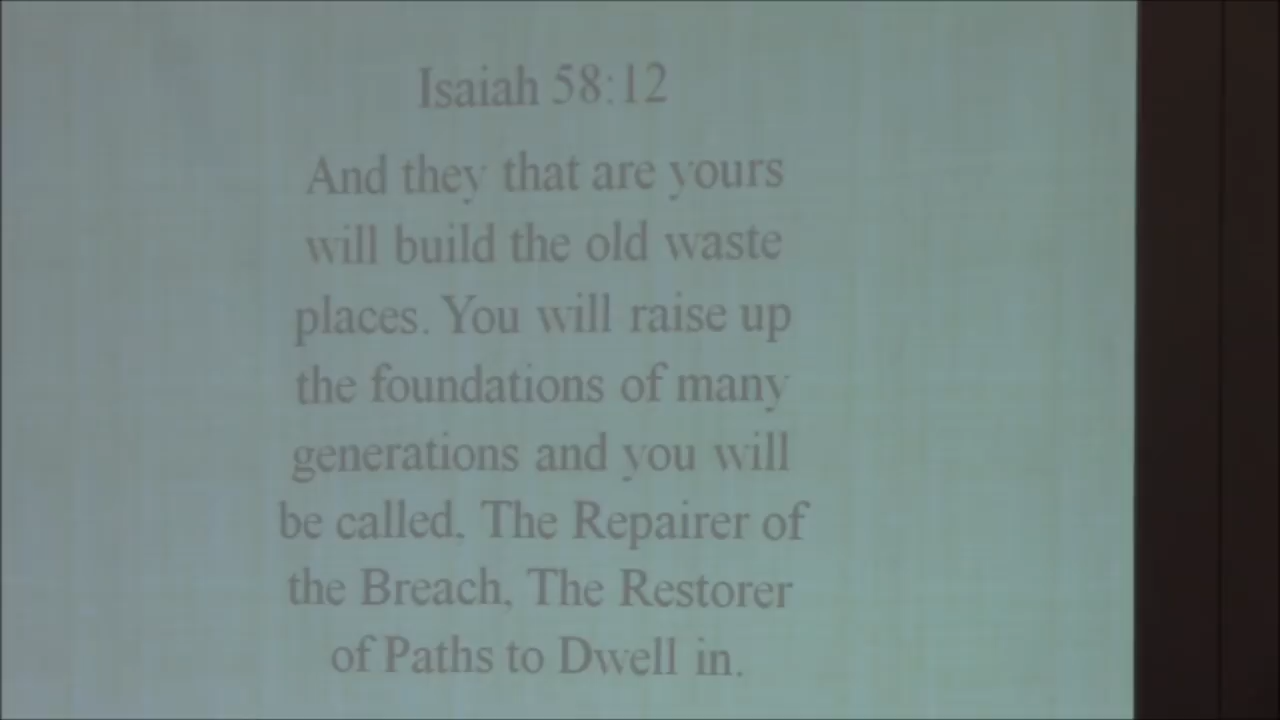 Isaiah 58:12
And they that are yours
will build the old waste
places. You will raise up
the foundations of many
generations and you will
be called, The Repairer of
the Breach, The Restorer
of Paths to Dwell in.